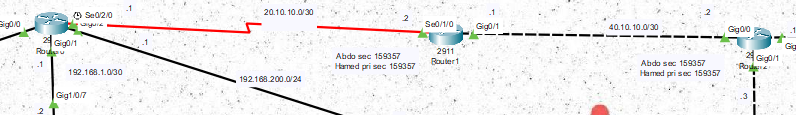 .1
Se0/2/0
20.10.10.0/30
.2
Se0/1/0
Gig0/1
.1
40.10.10.0/30
.2
Gig0/0
Gig0/1
.1
2911
Router1
Abdo sec 159357
Hamed pri sec 159357
Abdo sec 159357
Hamed pri sec 159357
Gig0/1
.1
192.168.1.0/30
192.168.200.0/24
Gig1/0/7
.2
.3